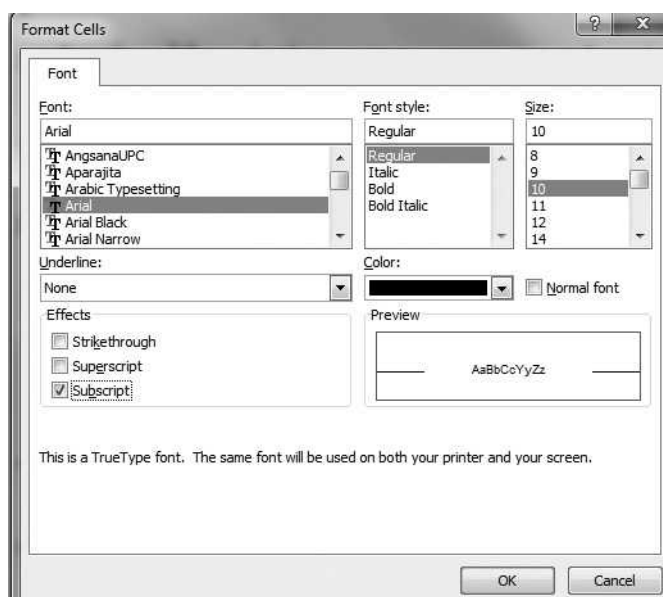 Format Cells
Font
Font:
Font style:
Size:
Arial
Regular
10
AngsanaUPC
Aparajita
Arabic Typesetting
Arial
Arial Black
Arial Narrow
Regular
Italic
Bold
Bold Italic
8
9
10
11
12
14
Underline:
Color:
None
Normal font
Effects
Strikethrough
Superscript
Subscript
Preview
AaBbCcYyZz
This is a TrueType font. The same font will be used on both your printer and your screen.
OK
Cancel